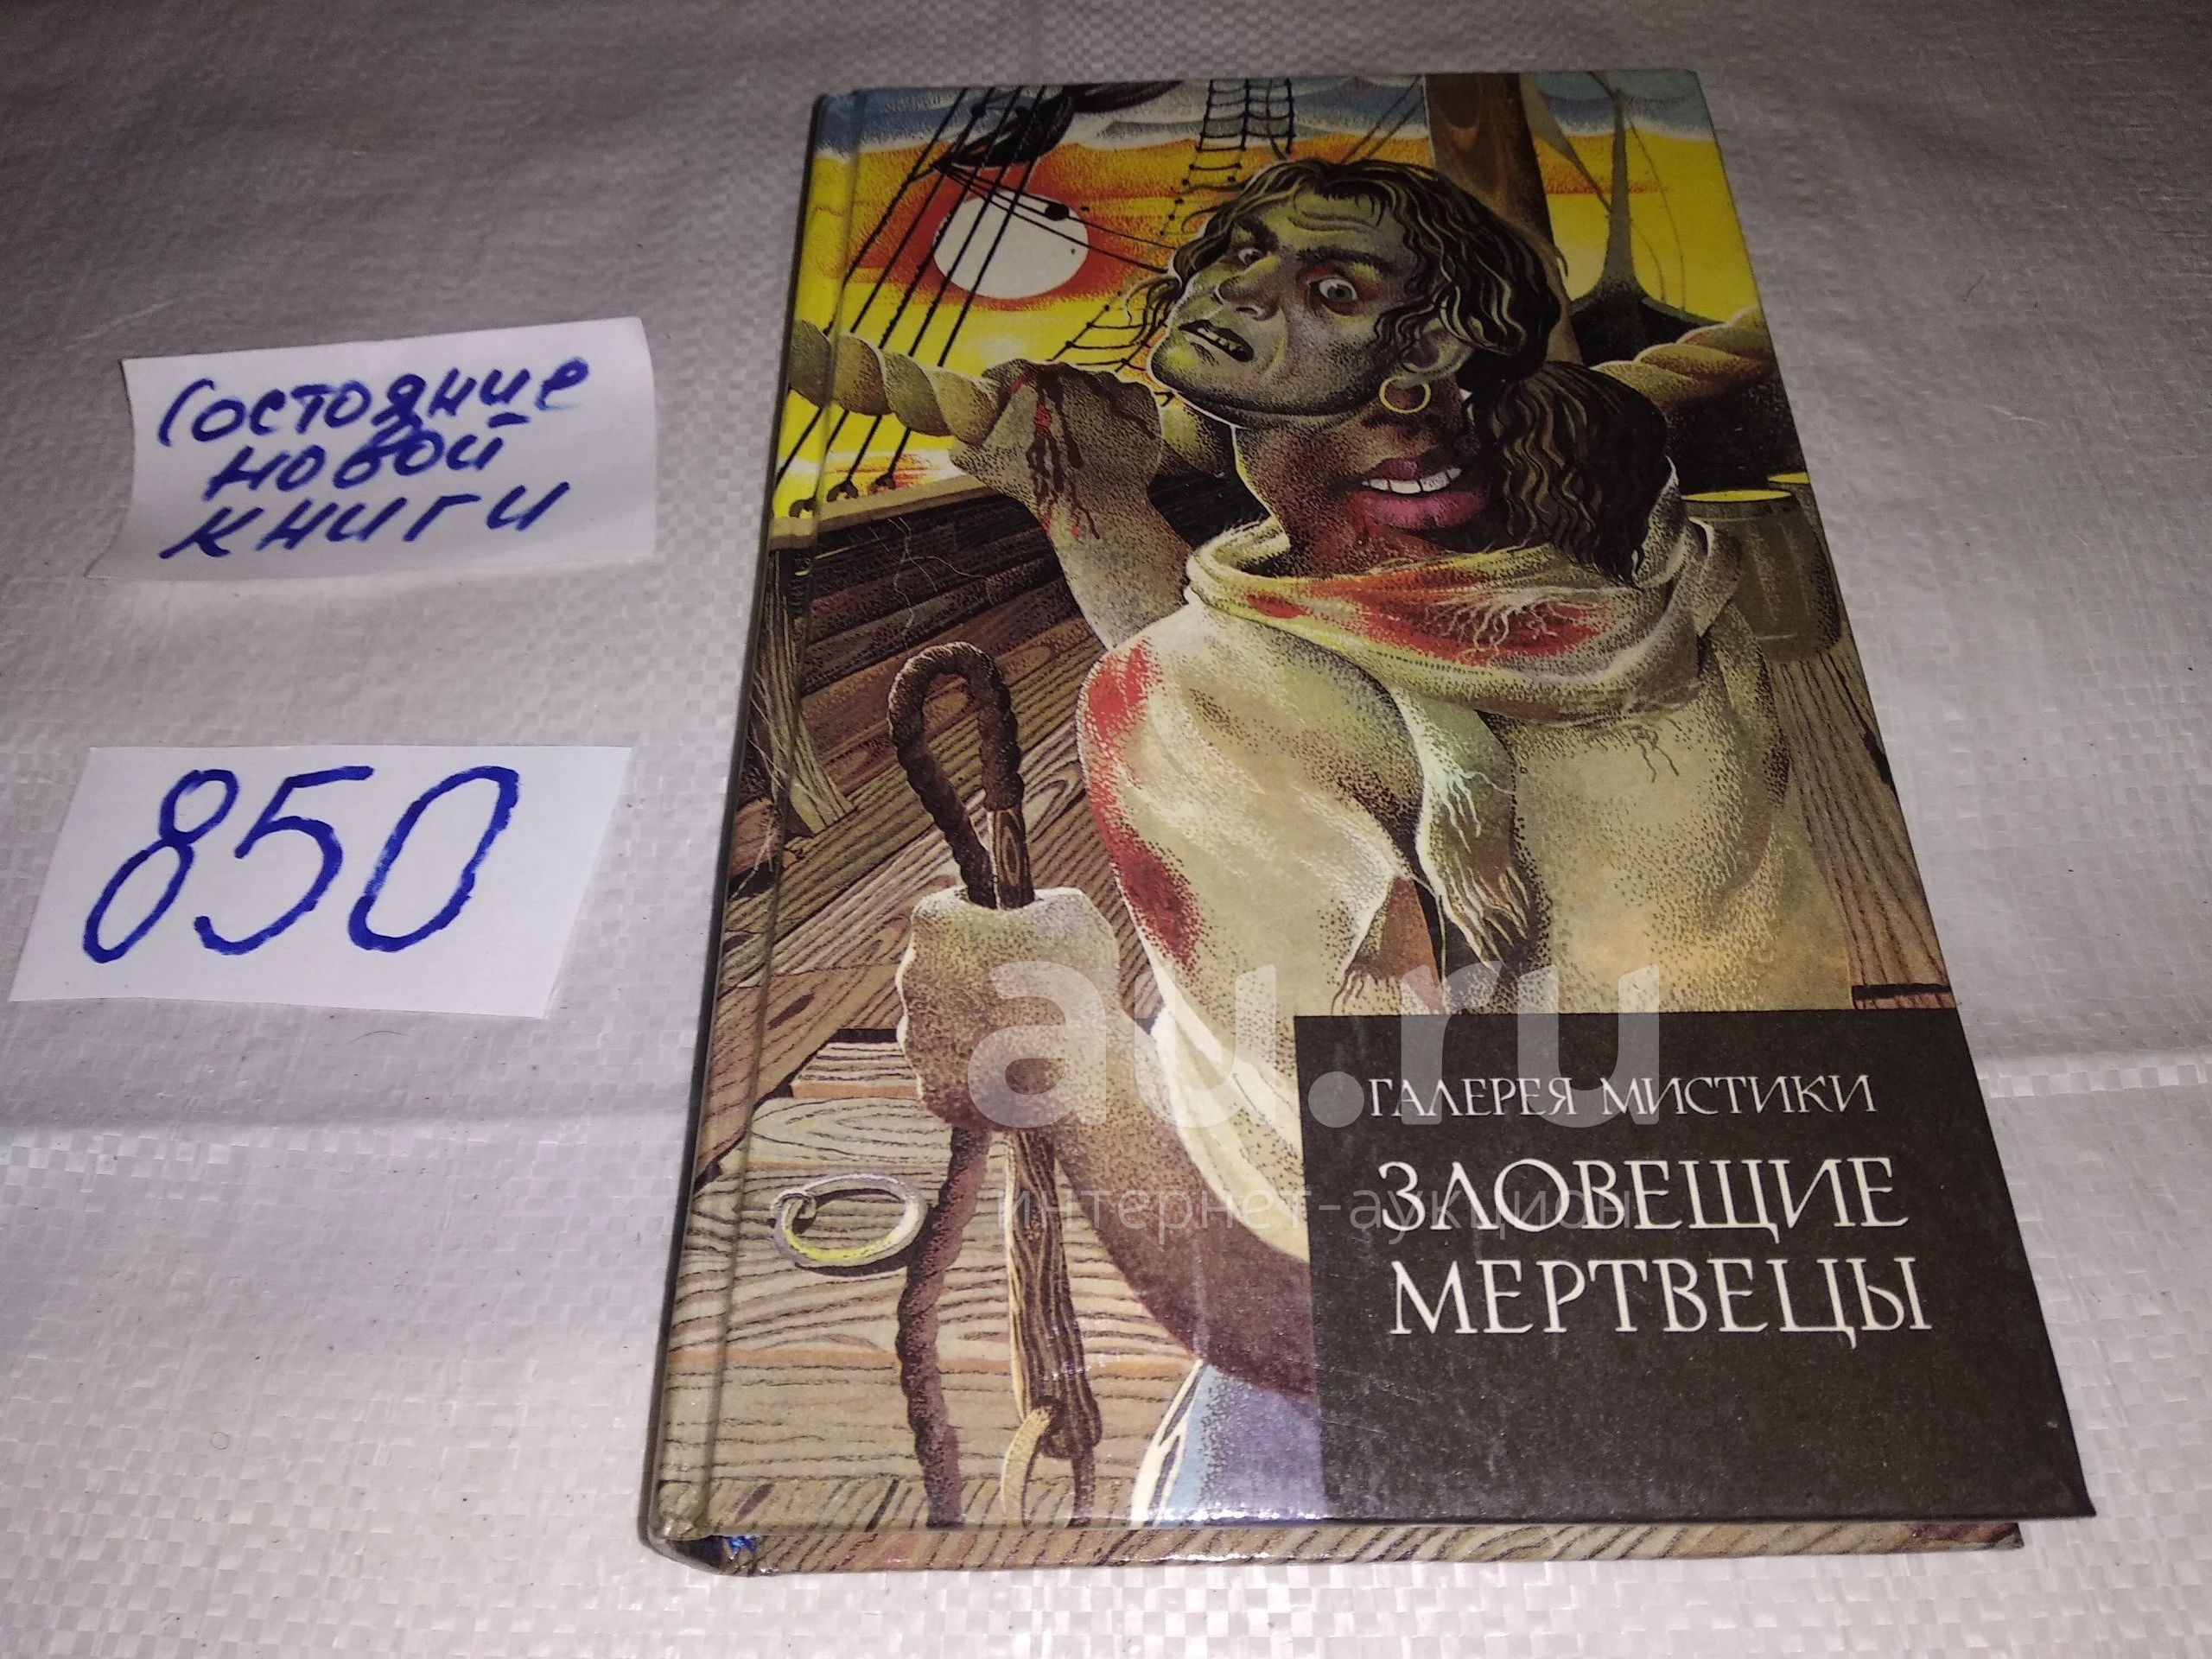 Состояние
новой
книги
850
ГАЛЕРЕЯ МИСТИКИ
ЗЛОВЕЩИЕ
МЕРТВЕЦЫ
au.ru
интернет-аукцион